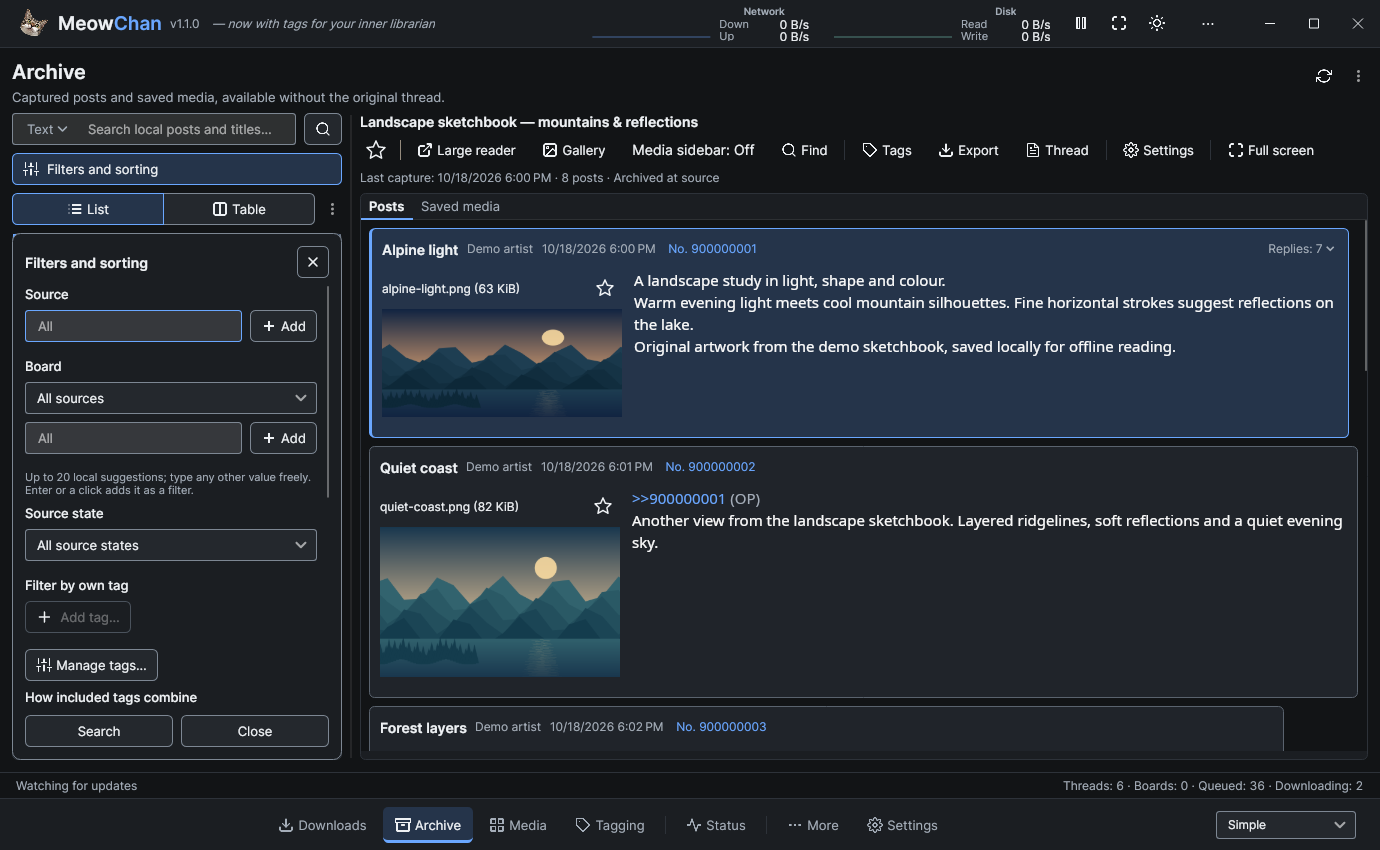 MeowChan v1.1.0 — now with tags for your inner librarian
Network
Down 0 B/s
Up 0 B/s
Disk
Read 0 B/s
Write 0 B/s
Archive
Captured posts and saved media, available without the original thread.
Text Search local posts and titles...
Filters and sorting
List Table
Filters and sorting
Source
All + Add
Board
All sources
All + Add
Up to 20 local suggestions; type any other value freely.
Enter or a click adds it as a filter.
Source state
All source states
Filter by own tag
+ Add tag...
Manage tags...
How included tags combine
Search Close
Landscape sketchbook — mountains & reflections
Large reader Gallery Media sidebar: Off Find Tags Export Thread Settings Full screen
Last capture: 10/18/2026 6:00 PM · 8 posts · Archived at source
Posts Saved media
Alpine light Demo artist 10/18/2026 6:00 PM No. 900000001 Replies: 7
alpine-light.png (63 KiB)
A landscape study in light, shape and colour.
Warm evening light meets cool mountain silhouettes. Fine horizontal strokes suggest reflections on
the lake.
Original artwork from the demo sketchbook, saved locally for offline reading.
Quiet coast Demo artist 10/18/2026 6:01 PM No. 900000002
quiet-coast.png (82 KiB)
>>900000001 (OP)
Another view from the landscape sketchbook. Layered ridgelines, soft reflections and a quiet evening
sky.
Forest layers Demo artist 10/18/2026 6:02 PM No. 900000003
Watching for updates
Threads: 6 · Boards: 0 · Queued: 36 · Downloading: 2
Downloads Archive Media Tagging Status More Settings
Simple